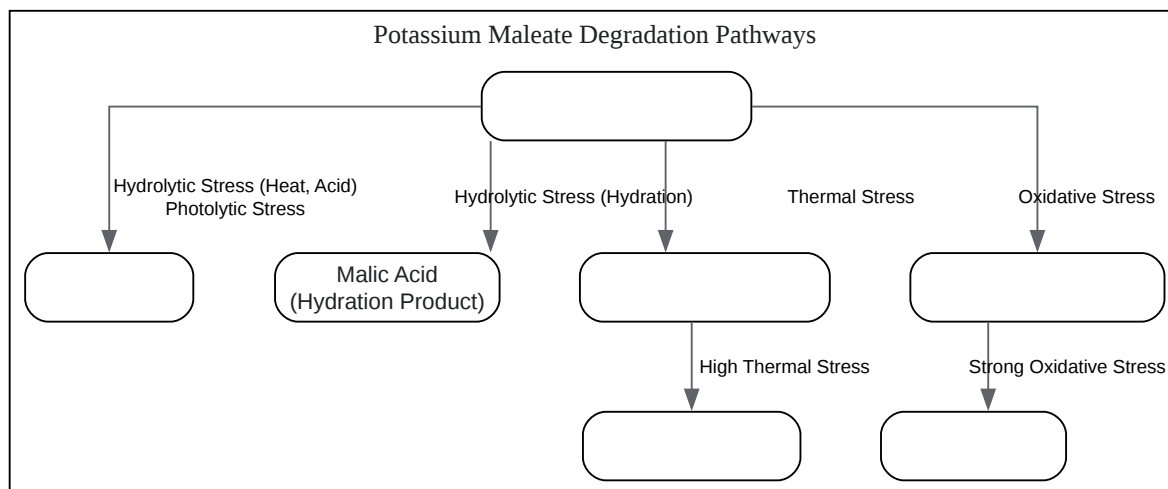 Potassium Maleate Degradation Pathways
Hydrolytic Stress (Heat, Acid)
Photolytic Stress
Hydrolytic Stress (Hydration)
Thermal Stress
Oxidative Stress
Malic Acid
(Hydration Product)
High Thermal Stress
Strong Oxidative Stress